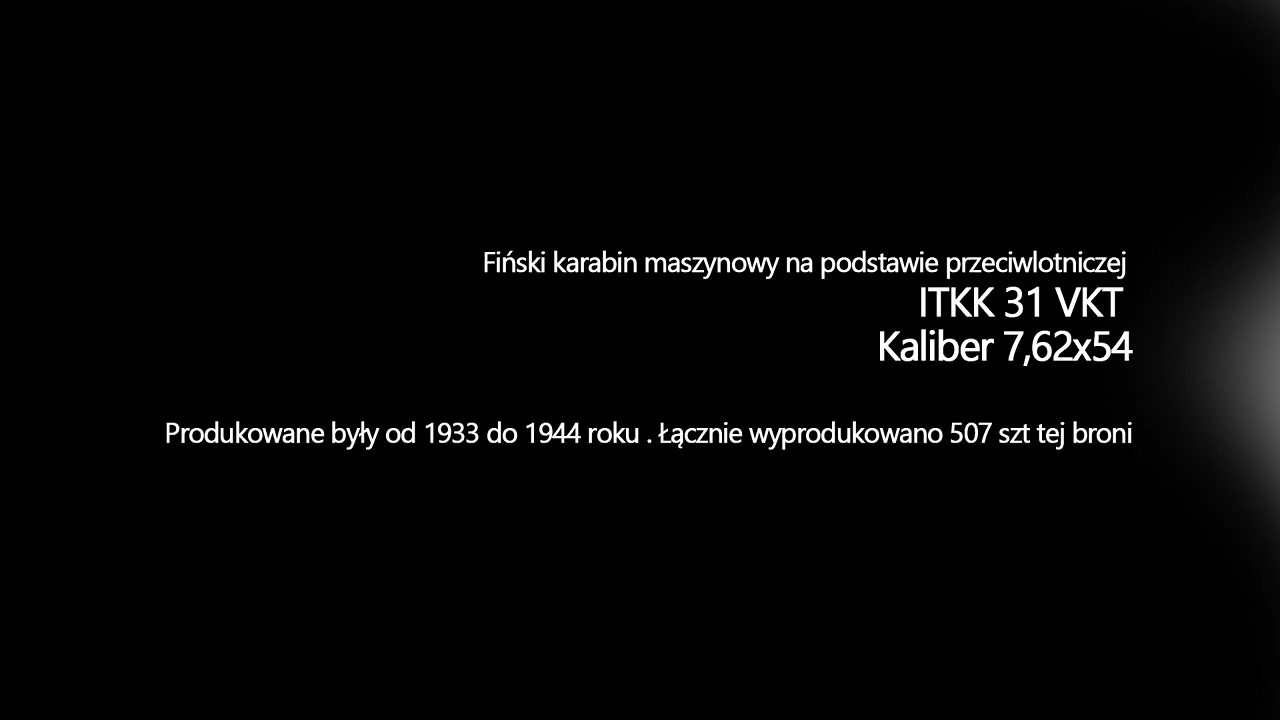 Fiński karabin maszynowy na podstawie przeciwlotniczej
ITKK 31 VKT
Kaliber 7,62x54
Produkowane były od 1933 do 1944 roku . Łącznie wyprodukowano 507 szt tej broni